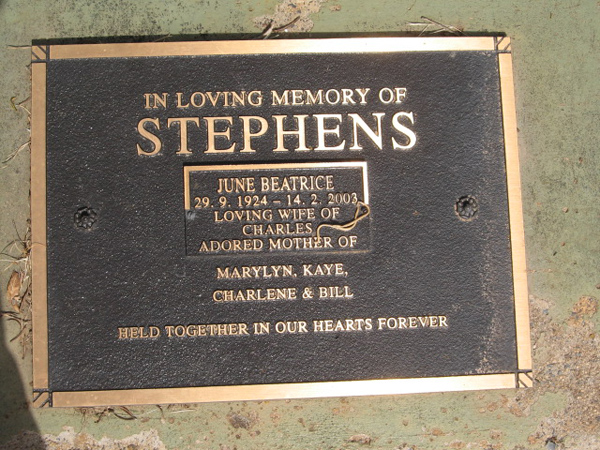 IN LOVING MEMORY OF
STEPHENS
JUNE BEATRICE
29. 9. 1924 – 14. 2. 2003
LOVING WIFE OF
CHARLES
ADORED MOTHER OF
MARYLYN, KAYE,
CHARLENE & BILL
HELD TOGETHER IN OUR HEARTS FOREVER